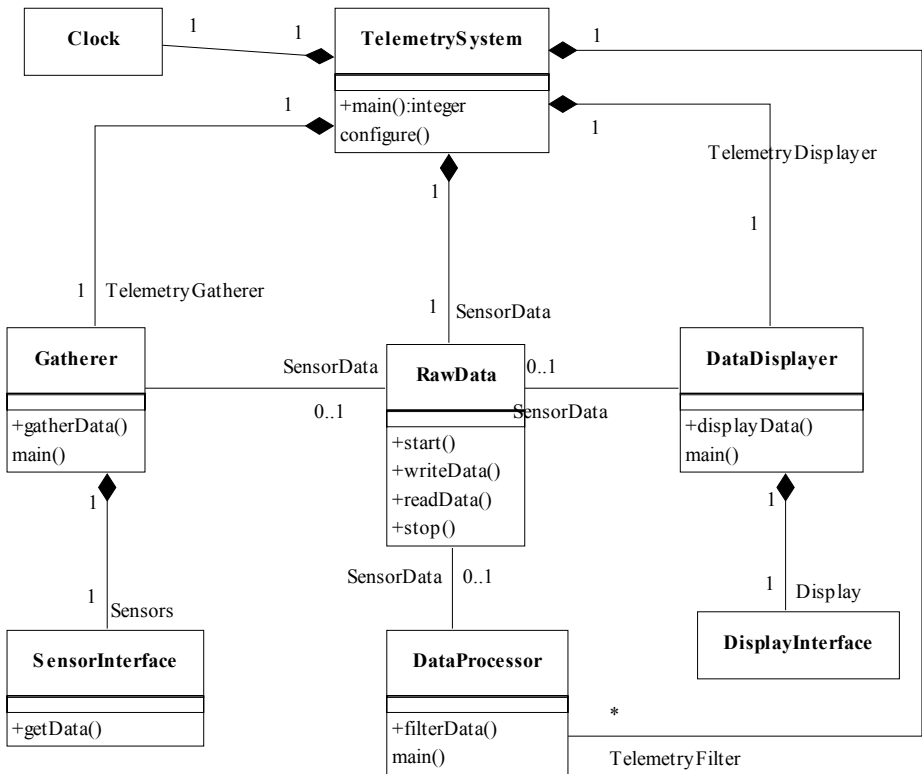 1 1 1
Clock TelemetrySystem
1 +main():integer
configure() 1
TelemetryDisplayer
1
1
1 TelemetryGatherer
1 SensorData
Gatherer
SensorData RawData 0..1 DataDisplayer
0..1 SensorData
+gatherData()
main()
+displayData()
main()
+start()
+writeData()
+readData()
+stop()
1 1
SensorData 0..1
1 Sensors
1 Display
SensorInterface DataProcessor DisplayInterface
+getData()
+filterData()
main()
*
TelemetryFilter